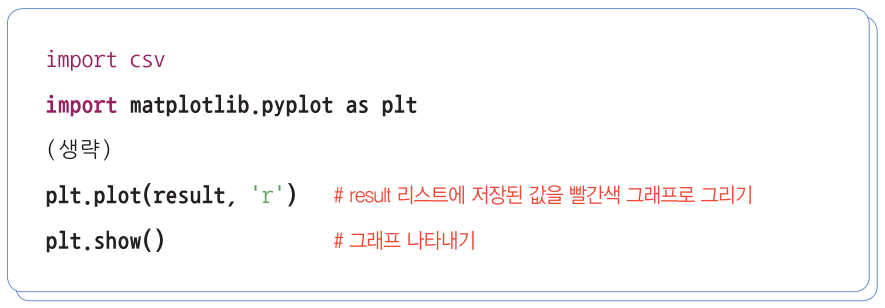 import csv
import matplotlib.pyplot as plt
(생략)
plt.plot(result, 'r') # result 리스트에 저장된 값을 빨간색 그래프로 그리기
plt.show() # 그래프 나타내기